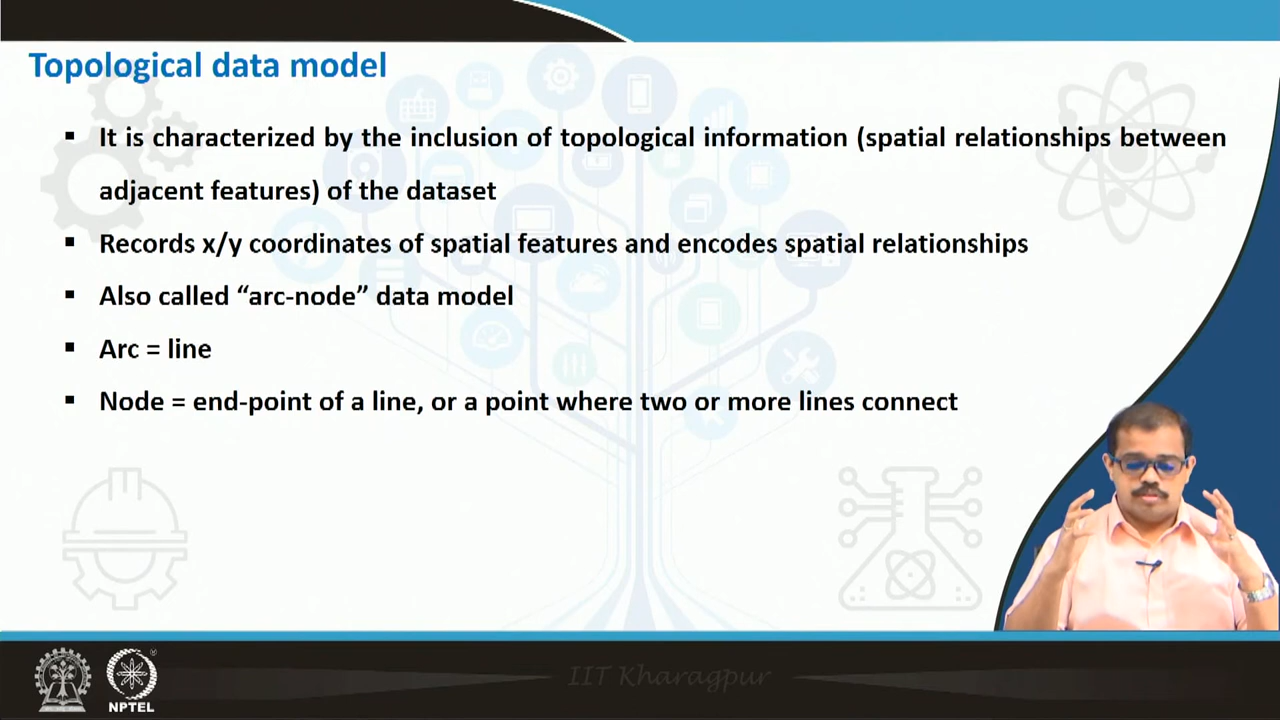 Topological data model
▪ It is characterized by the inclusion of topological information (spatial relationships between
adjacent features) of the dataset
▪ Records x/y coordinates of spatial features and encodes spatial relationships
▪ Also called “arc-node” data model
▪ Arc = line
▪ Node = end-point of a line, or a point where two or more lines connect
IIT Kharagpur
NPTEL